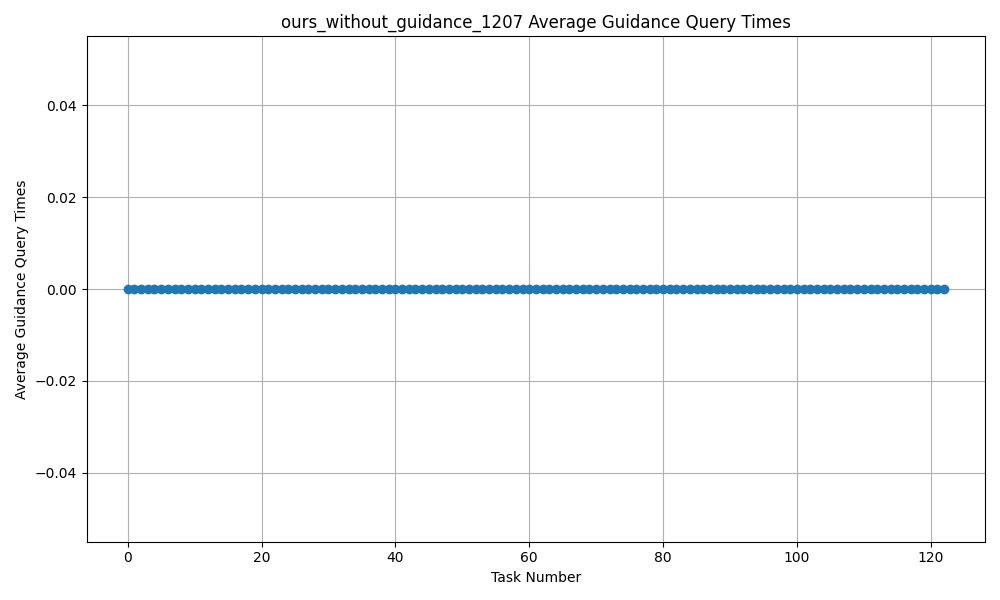 ours_without_guidance_1207 Average Guidance Query Times
0.04
0.02
0.00
−0.02
−0.04
Average Guidance Query Times
0 20 40 60 80 100 120
Task Number